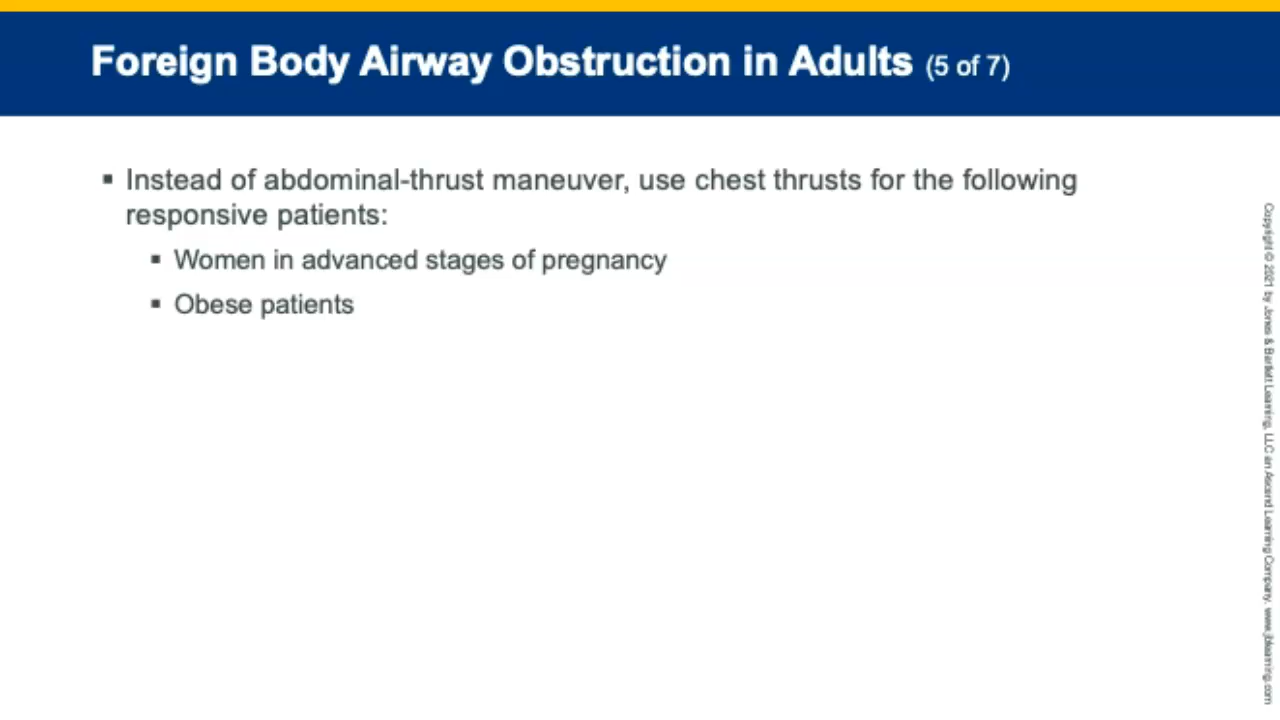 Foreign Body Airway Obstruction in Adults (5 of 7)
▪ Instead of abdominal-thrust maneuver, use chest thrusts for the following
responsive patients:
▪ Women in advanced stages of pregnancy
▪ Obese patients
Copyright © 2021 by Jones & Bartlett Learning, LLC an Ascend Learning Company. www.jblearning.com